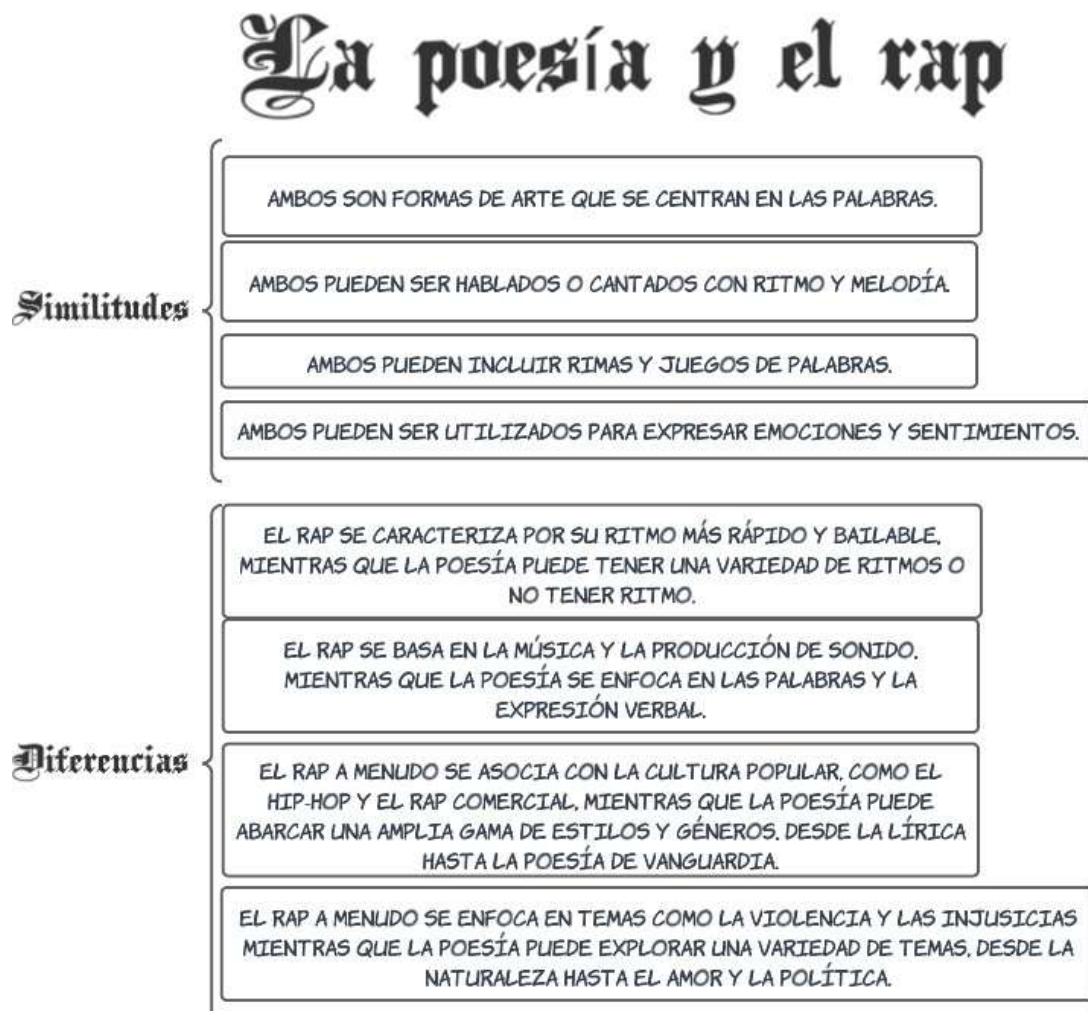 La poesía y el rap
Similitudes
AMBOS SON FORMAS DE ARTE QUE SE CENTRAN EN LAS PALABRAS.
AMBOS PUEDEN SER HABLADOS O CANTADOS CON RITMO Y MELODÍA.
AMBOS PUEDEN INCLUIR RIMAS Y JUEGOS DE PALABRAS.
AMBOS PUEDEN SER UTILIZADOS PARA EXPRESAR EMOCIONES Y SENTIMIENTOS.
Diferencias
EL RAP SE CARACTERIZA POR SU RITMO MÁS RÁPIDO Y BAILABLE,
MIENTRAS QUE LA POESÍA PUEDE TENER UNA VARIEDAD DE RITMOS O
NO TENER RITMO.
EL RAP SE BASA EN LA MÚSICA Y LA PRODUCCIÓN DE SONIDO,
MIENTRAS QUE LA POESÍA SE ENFOCA EN LAS PALABRAS Y LA
EXPRESIÓN VERBAL.
EL RAP A MENUDO SE ASOCIA CON LA CULTURA POPULAR, COMO EL
HIP-HOP Y EL RAP COMERCIAL, MIENTRAS QUE LA POESÍA PUEDE
ABARCAR UNA AMPLIA GAMA DE ESTILOS Y GÉNEROS, DESDE LA LÍRICA
HASTA LA POESÍA DE VANGUARDIA.
EL RAP A MENUDO SE ENFOCA EN TEMAS COMO LA VIOLENCIA Y LAS INJUSICIAS
MIENTRAS QUE LA POESÍA PUEDE EXPLORAR UNA VARIEDAD DE TEMAS, DESDE LA
NATURALEZA HASTA EL AMOR Y LA POLÍTICA.